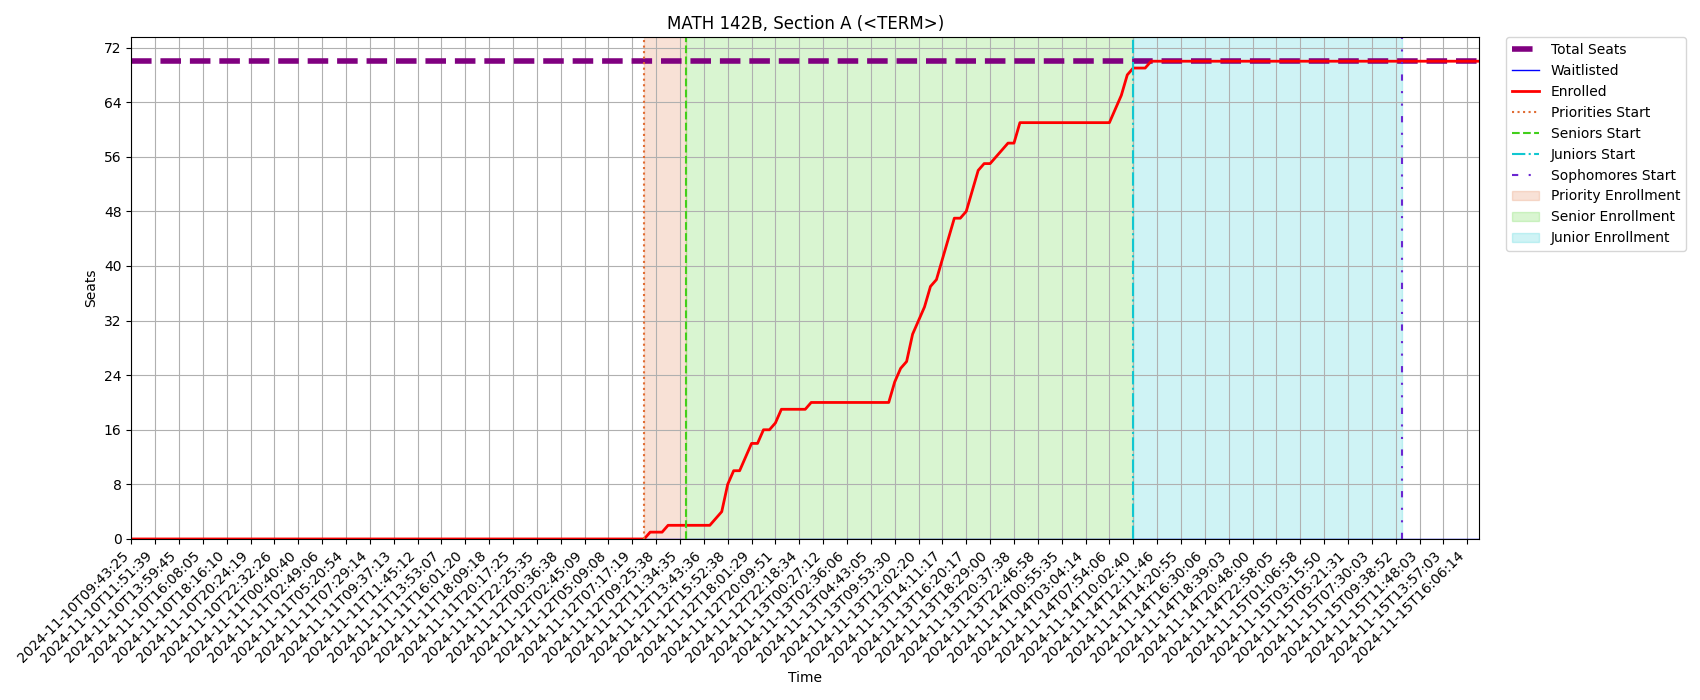 MATH 142B, Section A (<TERM>)
72
64
56
48
40
32
24
16
8
0
Seats
2024-11-10T09:43:25
2024-11-10T11:51:39
2024-11-10T13:59:45
2024-11-10T16:08:05
2024-11-10T18:16:10
2024-11-10T20:24:19
2024-11-10T22:32:26
2024-11-11T00:40:40
2024-11-11T02:49:06
2024-11-11T05:20:54
2024-11-11T07:29:14
2024-11-11T09:37:13
2024-11-11T11:45:12
2024-11-11T13:53:07
2024-11-11T16:01:20
2024-11-11T18:09:18
2024-11-11T20:17:25
2024-11-11T22:25:35
2024-11-12T00:36:38
2024-11-12T02:45:09
2024-11-12T05:09:08
2024-11-12T07:17:19
2024-11-12T09:25:38
2024-11-12T11:34:35
2024-11-12T13:43:36
2024-11-12T15:52:38
2024-11-12T18:01:29
2024-11-12T20:09:51
2024-11-12T22:18:34
2024-11-13T00:27:12
2024-11-13T02:36:06
2024-11-13T04:43:05
2024-11-13T09:53:30
2024-11-13T12:02:20
2024-11-13T14:11:17
2024-11-13T16:20:17
2024-11-13T18:29:00
2024-11-13T20:37:38
2024-11-13T22:46:58
2024-11-14T00:55:35
2024-11-14T03:04:14
2024-11-14T07:54:06
2024-11-14T10:02:40
2024-11-14T12:11:46
2024-11-14T14:20:55
2024-11-14T16:30:06
2024-11-14T18:39:03
2024-11-14T20:48:00
2024-11-14T22:58:05
2024-11-15T01:06:58
2024-11-15T03:15:50
2024-11-15T05:21:31
2024-11-15T07:30:03
2024-11-15T09:38:52
2024-11-15T11:48:03
2024-11-15T13:57:03
2024-11-15T16:06:14
Time
Total Seats
Waitlisted
Enrolled
Priorities Start
Seniors Start
Juniors Start
Sophomores Start
Priority Enrollment
Senior Enrollment
Junior Enrollment